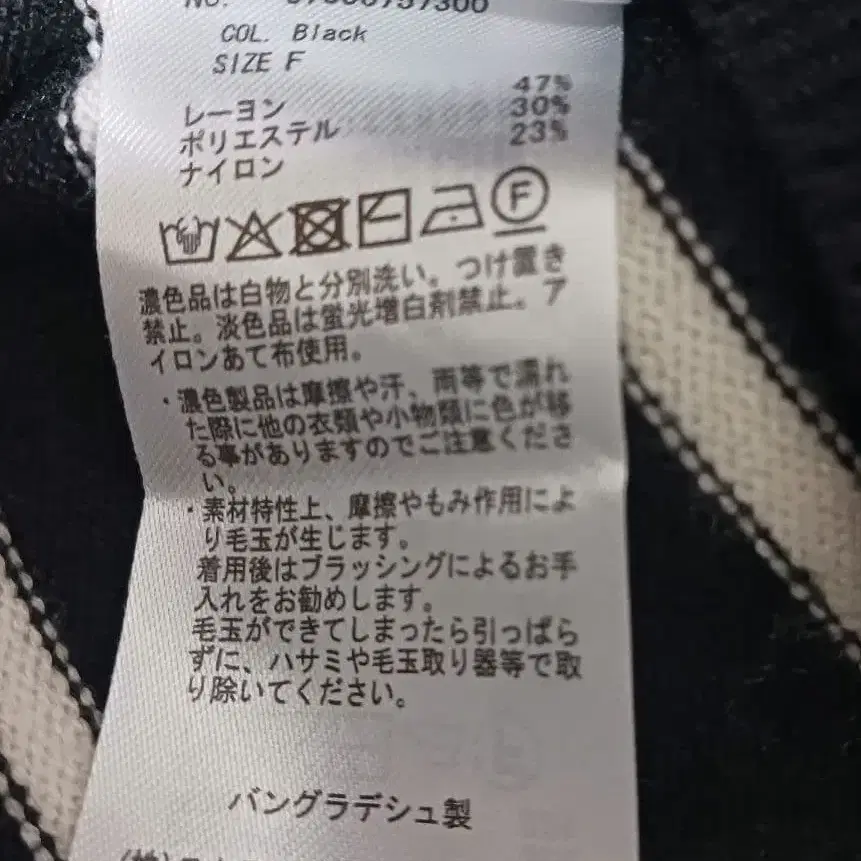 NO.
COL. Black
SIZE F
レーヨン 47%
ポリエステル 30%
ナイロン 23%
F
濃色品は白物と分別洗い。つけ置き
禁止。淡色品は蛍光増白剤禁止。ア
イロンあて布使用。
・濃色製品は摩擦や汗、雨等で濡れ
た際に他の衣類や小物類に色が移
る事がありますのでご注意くださ
い。
・素材特性上、摩擦やもみ作用によ
り毛玉が生じます。
着用後はブラッシングによるお手
入れをお勧めします。
毛玉ができてしまったら引っぱら
ずに、ハサミや毛玉取り器等で取
り除いてください。
バングラデシュ製